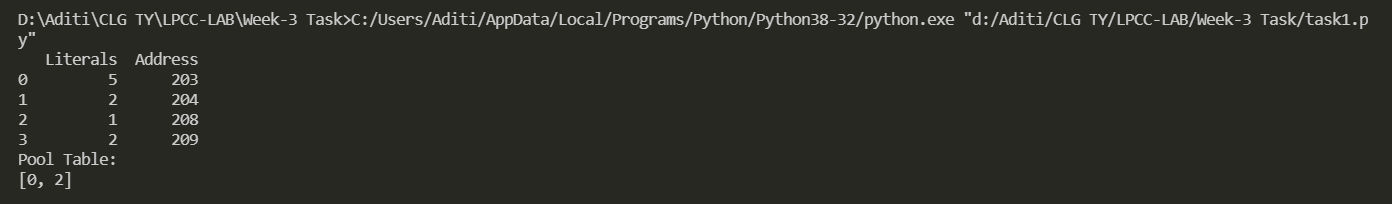 D:\Aditi\CLG TY\LPCC-LAB\Week-3 Task>C:/Users/Aditi/AppData/Local/Programs/Python/Python38-32/python.exe "d:/Aditi/CLG TY/LPCC-LAB/Week-3 Task/task1.p
y"
   Literals  Address
0         5      203
1         2      204
2         1      208
3         2      209
Pool Table:
[0, 2]